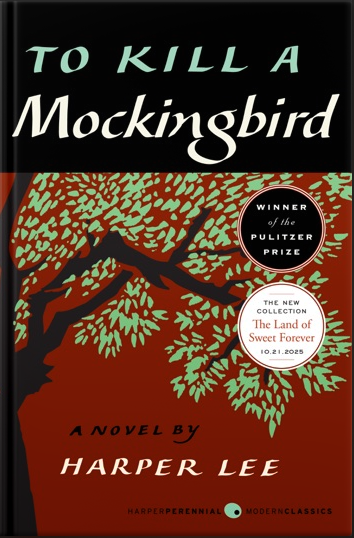 TO KILL A
Mockingbird
WINNER
of the
PULITZER
PRIZE
THE NEW
COLLECTION
The Land of
Sweet Forever
10.21.2025
A NOVEL BY
HARPER LEE
HARPERPERENNIAL MODERNCLASSICS